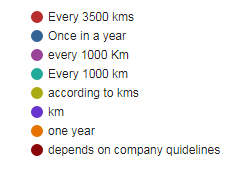 Every 3500 kms
Once in a year
every 1000 Km
Every 1000 km
according to kms
km
one year
depends on company quidelines